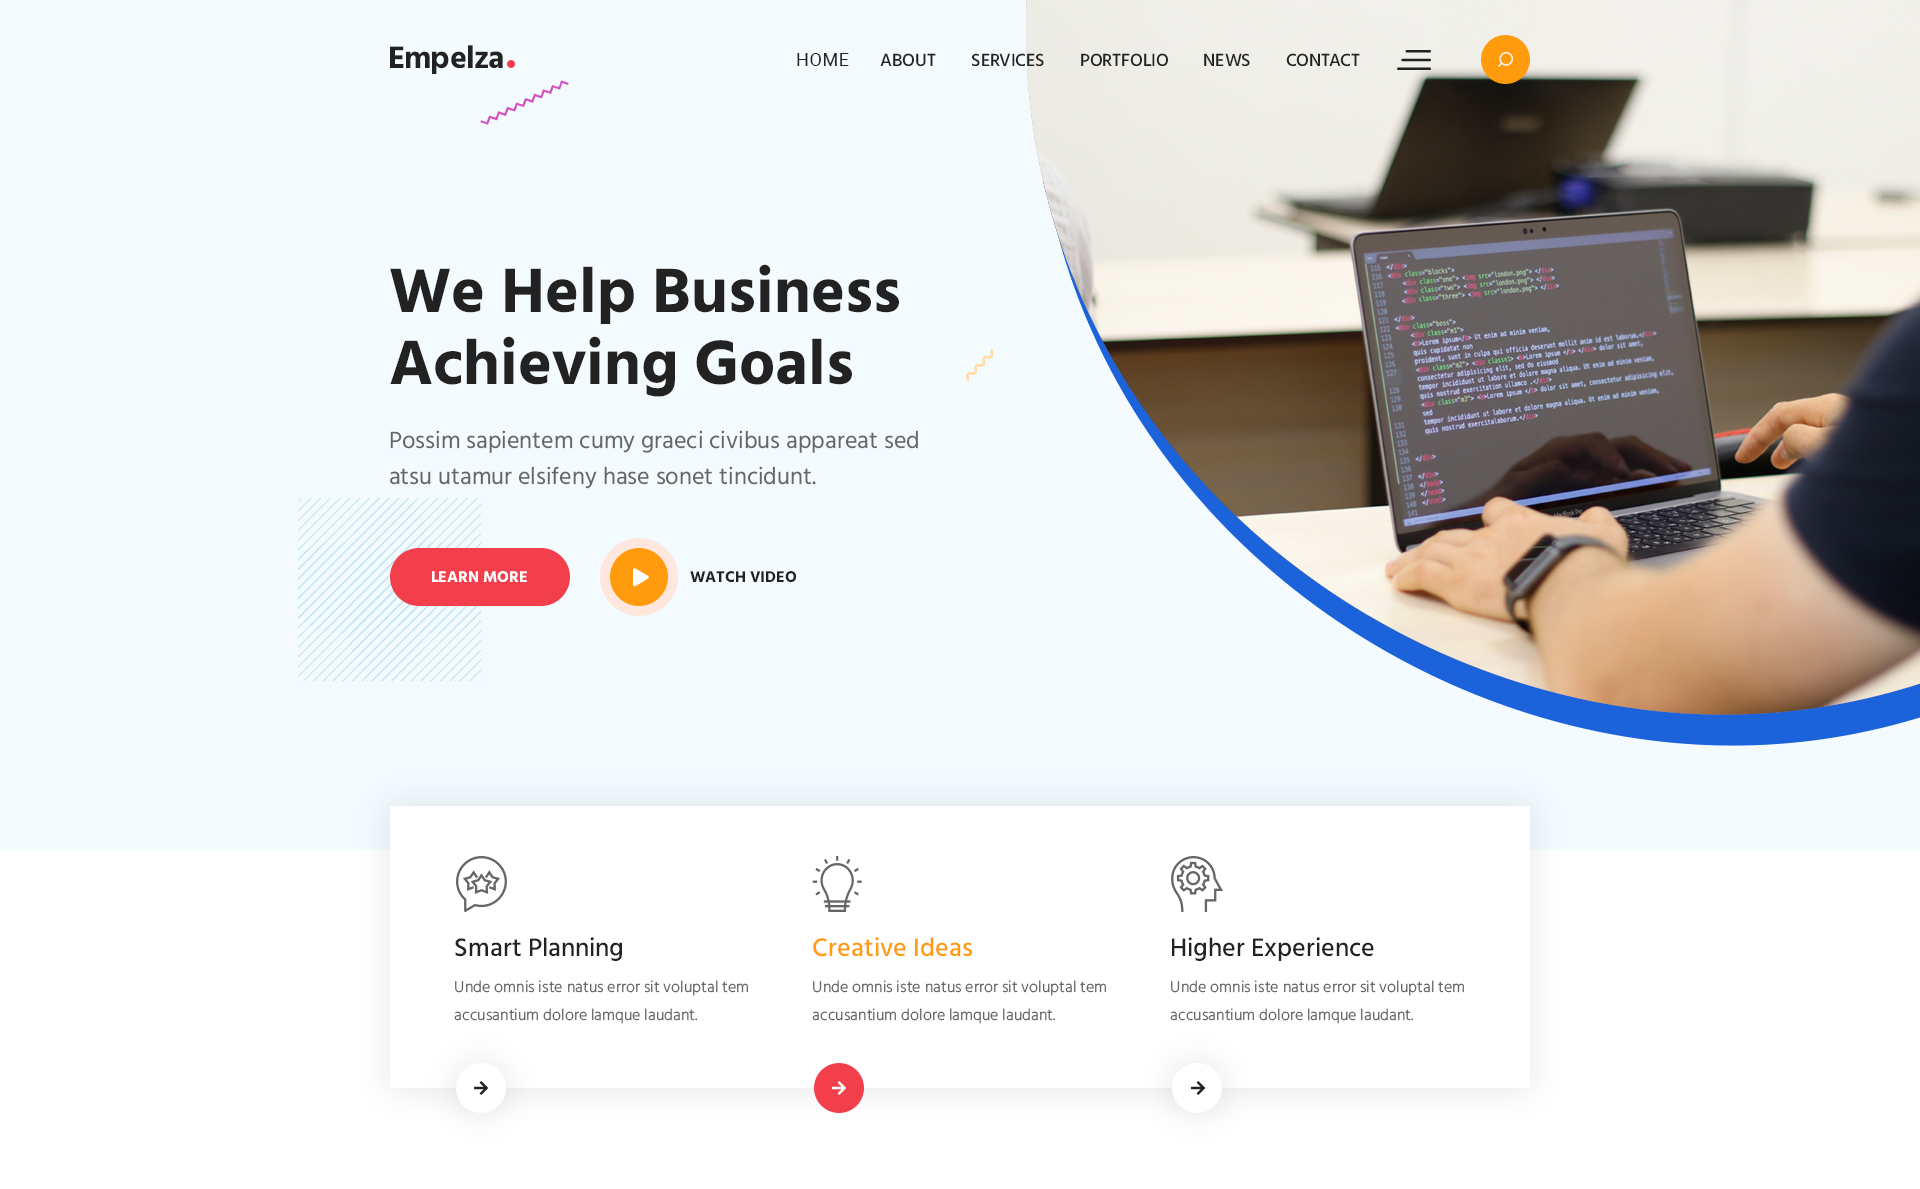 Empelza.
HOME ABOUT SERVICES PORTFOLIO NEWS CONTACT
We Help Business
Achieving Goals
Possim sapientem cumy graeci civibus appareat sed
atsu utamur elsifeny hase sonet tincidunt.
LEARN MORE
WATCH VIDEO
Smart Planning
Unde omnis iste natus error sit voluptal tem
accusantium dolore lamque laudant.
Creative Ideas
Unde omnis iste natus error sit voluptal tem
accusantium dolore lamque laudant.
Higher Experience
Unde omnis iste natus error sit voluptal tem
accusantium dolore lamque laudant.